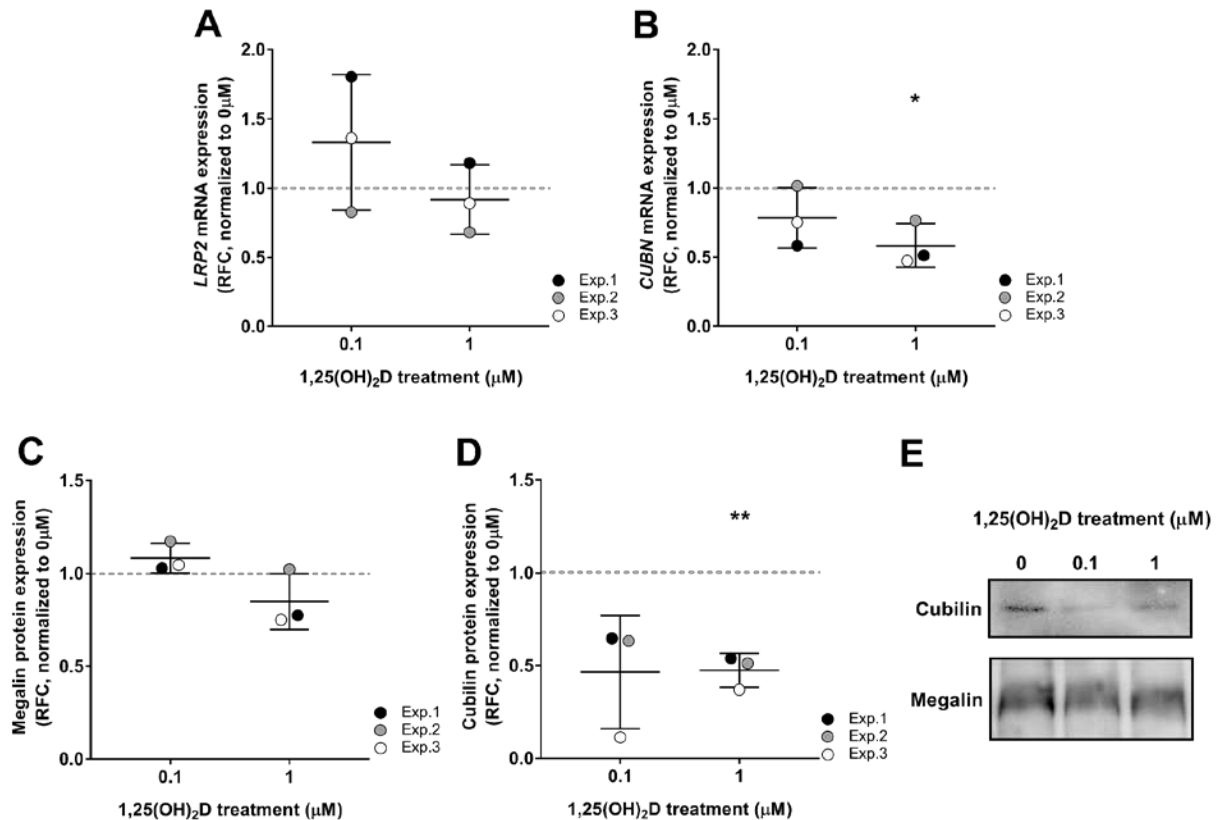 A
LRP2 mRNA expression
(RFC, normalized to 0μM)
2.0
1.5
1.0
0.5
0.0
0.1
1
1,25(OH)₂D treatment (μM)
Exp.1
Exp.2
Exp.3
B
CUBN mRNA expression
(RFC, normalized to 0μM)
2.0
1.5
1.0
0.5
0.0
*
0.1
1
1,25(OH)₂D treatment (μM)
Exp.1
Exp.2
Exp.3
C
Megalin protein expression
(RFC, normalized to 0μM)
1.5
1.0
0.5
0.0
0.1
1
1,25(OH)₂D treatment (μM)
Exp.1
Exp.2
Exp.3
D
Cubilin protein expression
(RFC, normalized to 0μM)
1.5
1.0
0.5
0.0
**
0.1
1
1,25(OH)₂D treatment (μM)
Exp.1
Exp.2
Exp.3
E
1,25(OH)₂D treatment (μM)
0 0.1 1
Cubilin
Megalin